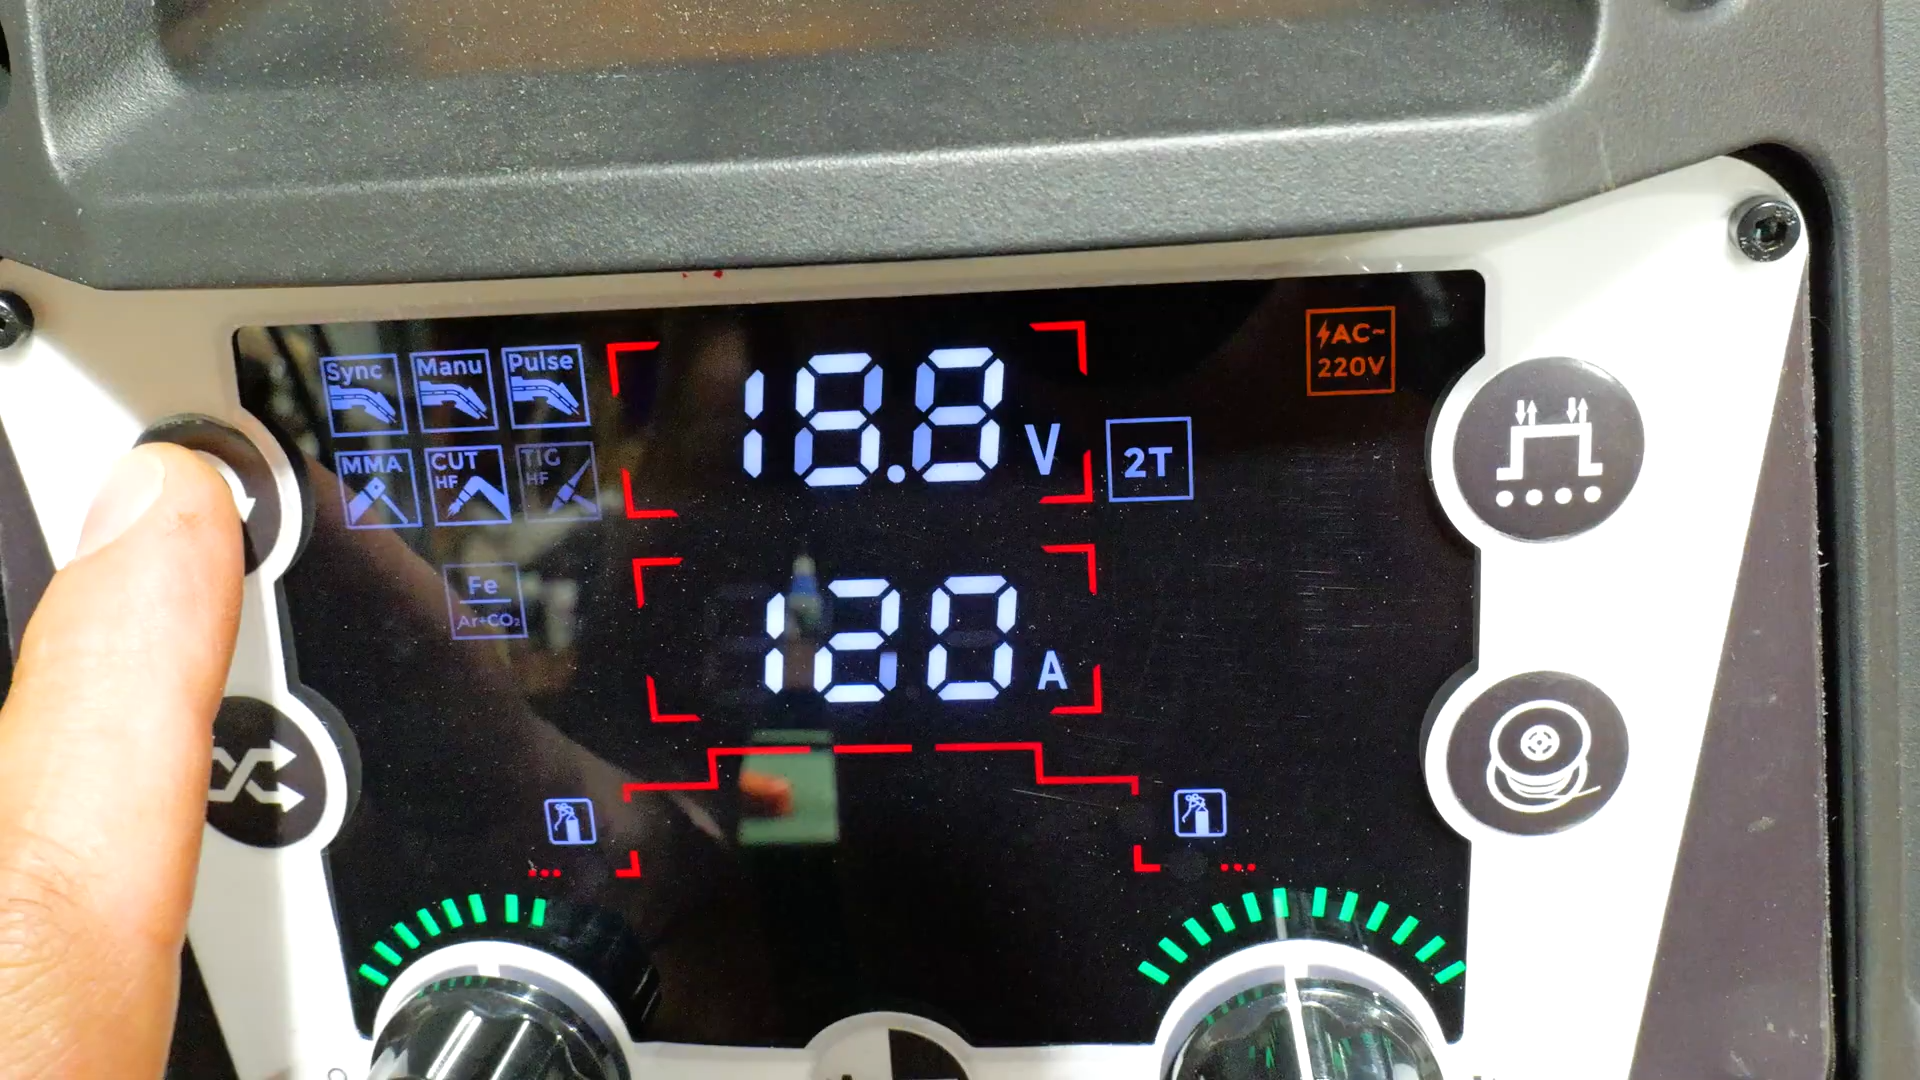 Sync Manu Pulse
MMA CUT HF TIG HF
Fe
Ar+CO₂
18.8 V
2T
AC~
220V
120 A